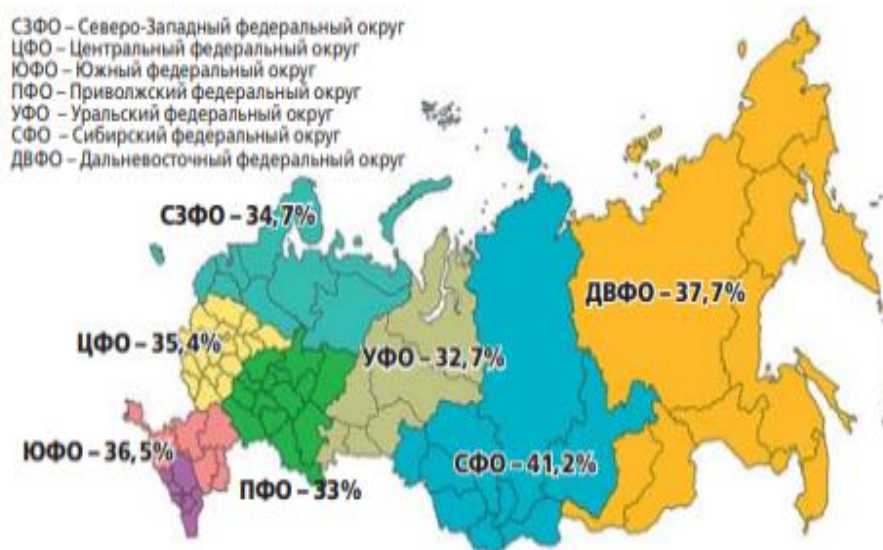 СЗФО – Северо-Западный федеральный округ
ЦФО – Центральный федеральный округ
ЮФО – Южный федеральный округ
ПФО – Приволжский федеральный округ
УФО – Уральский федеральный округ
СФО – Сибирский федеральный округ
ДВФО – Дальневосточный федеральный округ
СЗФО – 34,7%
ДВФО – 37,7%
ЦФО – 35,4%
УФО – 32,7%
ЮФО – 36,5%
СФО – 41,2%
ПФО – 33%